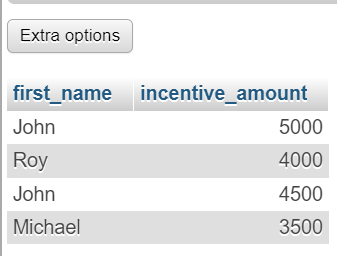 Extra options
first_name incentive_amount
John 5000
Roy 4000
John 4500
Michael 3500